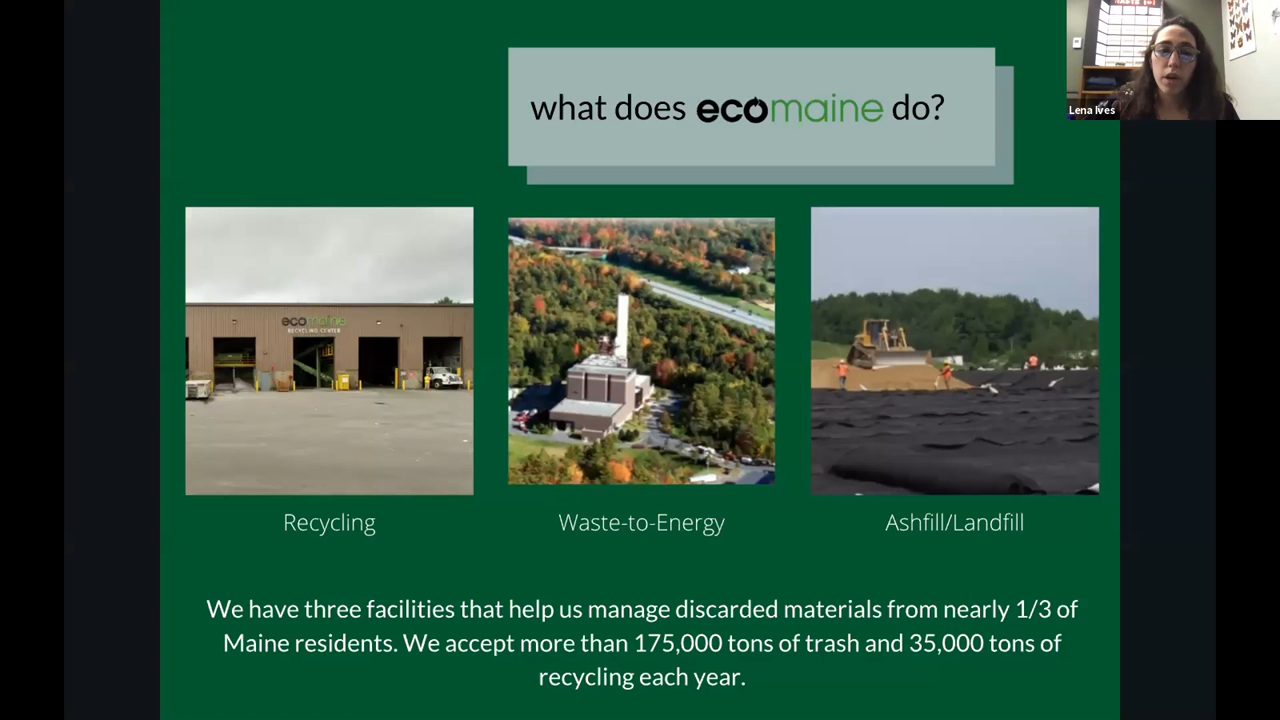 what does ecomaine do?
Lena Ives
ecomaine
RECYCLING CENTER
Recycling
Waste-to-Energy
Ashfill/Landfill
We have three facilities that help us manage discarded materials from nearly 1/3 of
Maine residents. We accept more than 175,000 tons of trash and 35,000 tons of
recycling each year.